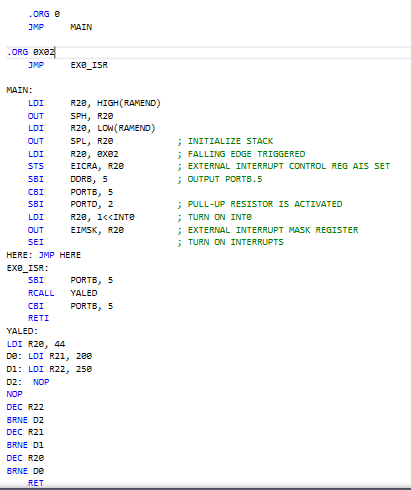 .ORG 0
JMP MAIN
.ORG 0X02
JMP EX0_ISR
MAIN:
LDI R20, HIGH(RAMEND)
OUT SPH, R20
LDI R20, LOW(RAMEND)
OUT SPL, R20 ; INITIALIZE STACK
LDI R20, 0X02 ; FALLING EDGE TRIGGERED
STS EICRA, R20 ; EXTERNAL INTERRUPT CONTROL REG AIS SET
SBI DDRB, 5 ; OUTPUT PORTB.5
CBI PORTB, 5
SBI PORTD, 2 ; PULL-UP RESISTOR IS ACTIVATED
LDI R20, 1<<INT0 ; TURN ON INT0
OUT EIMSK, R20 ; EXTERNAL INTERRUPT MASK REGISTER
SEI ; TURN ON INTERRUPTS
HERE: JMP HERE
EX0_ISR:
SBI PORTB, 5
RCALL YALED
CBI PORTB, 5
RETI
YALED:
LDI R20, 44
D0: LDI R21, 200
D1: LDI R22, 250
D2: NOP
NOP
DEC R22
BRNE D2
DEC R21
BRNE D1
DEC R20
BRNE D0
RET